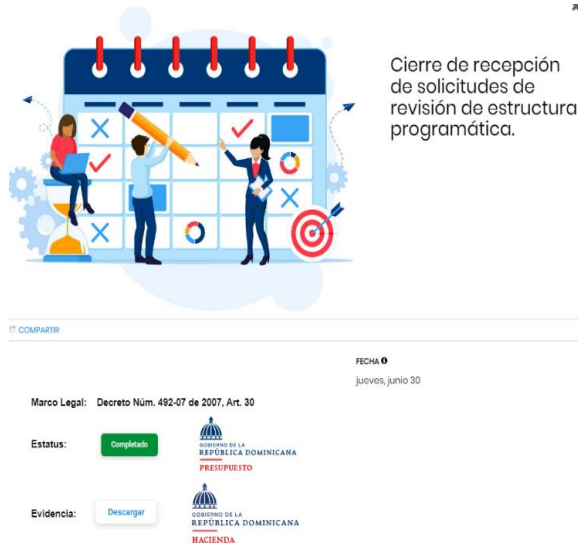 Cierre de recepción
de solicitudes de
revisión de estructura
programática.
COMPARTIR
FECHA
jueves, junio 30
Marco Legal: Decreto Núm. 492-07 de 2007, Art. 30
Estatus: Completado
GOBIERNO DE LA
REPÚBLICA DOMINICANA
PRESUPUESTO
Evidencia: Descargar
GOBIERNO DE LA
REPÚBLICA DOMINICANA
HACIENDA